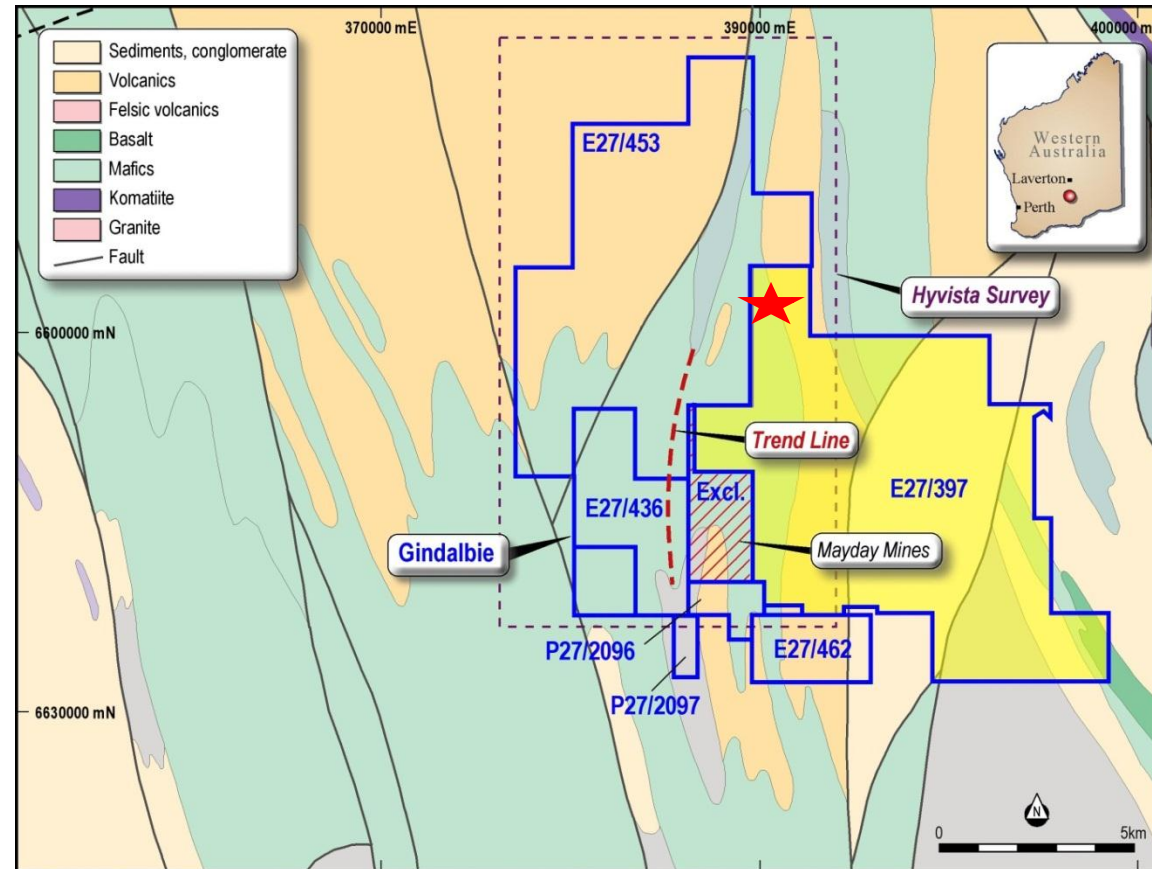 370000 mE
390000 mE
400000 m
Sediments, conglomerate
Volcanics
Felsic volcanics
Basalt
Mafics
Komatiite
Granite
Fault
Western
Australia
Laverton
Perth
E27/453
Hyvista Survey
6600000 mN
Trend Line
E27/397
Excl.
E27/436
Gindalbie
Mayday Mines
P27/2096
E27/462
P27/2097
6630000 mN
N
0
5km